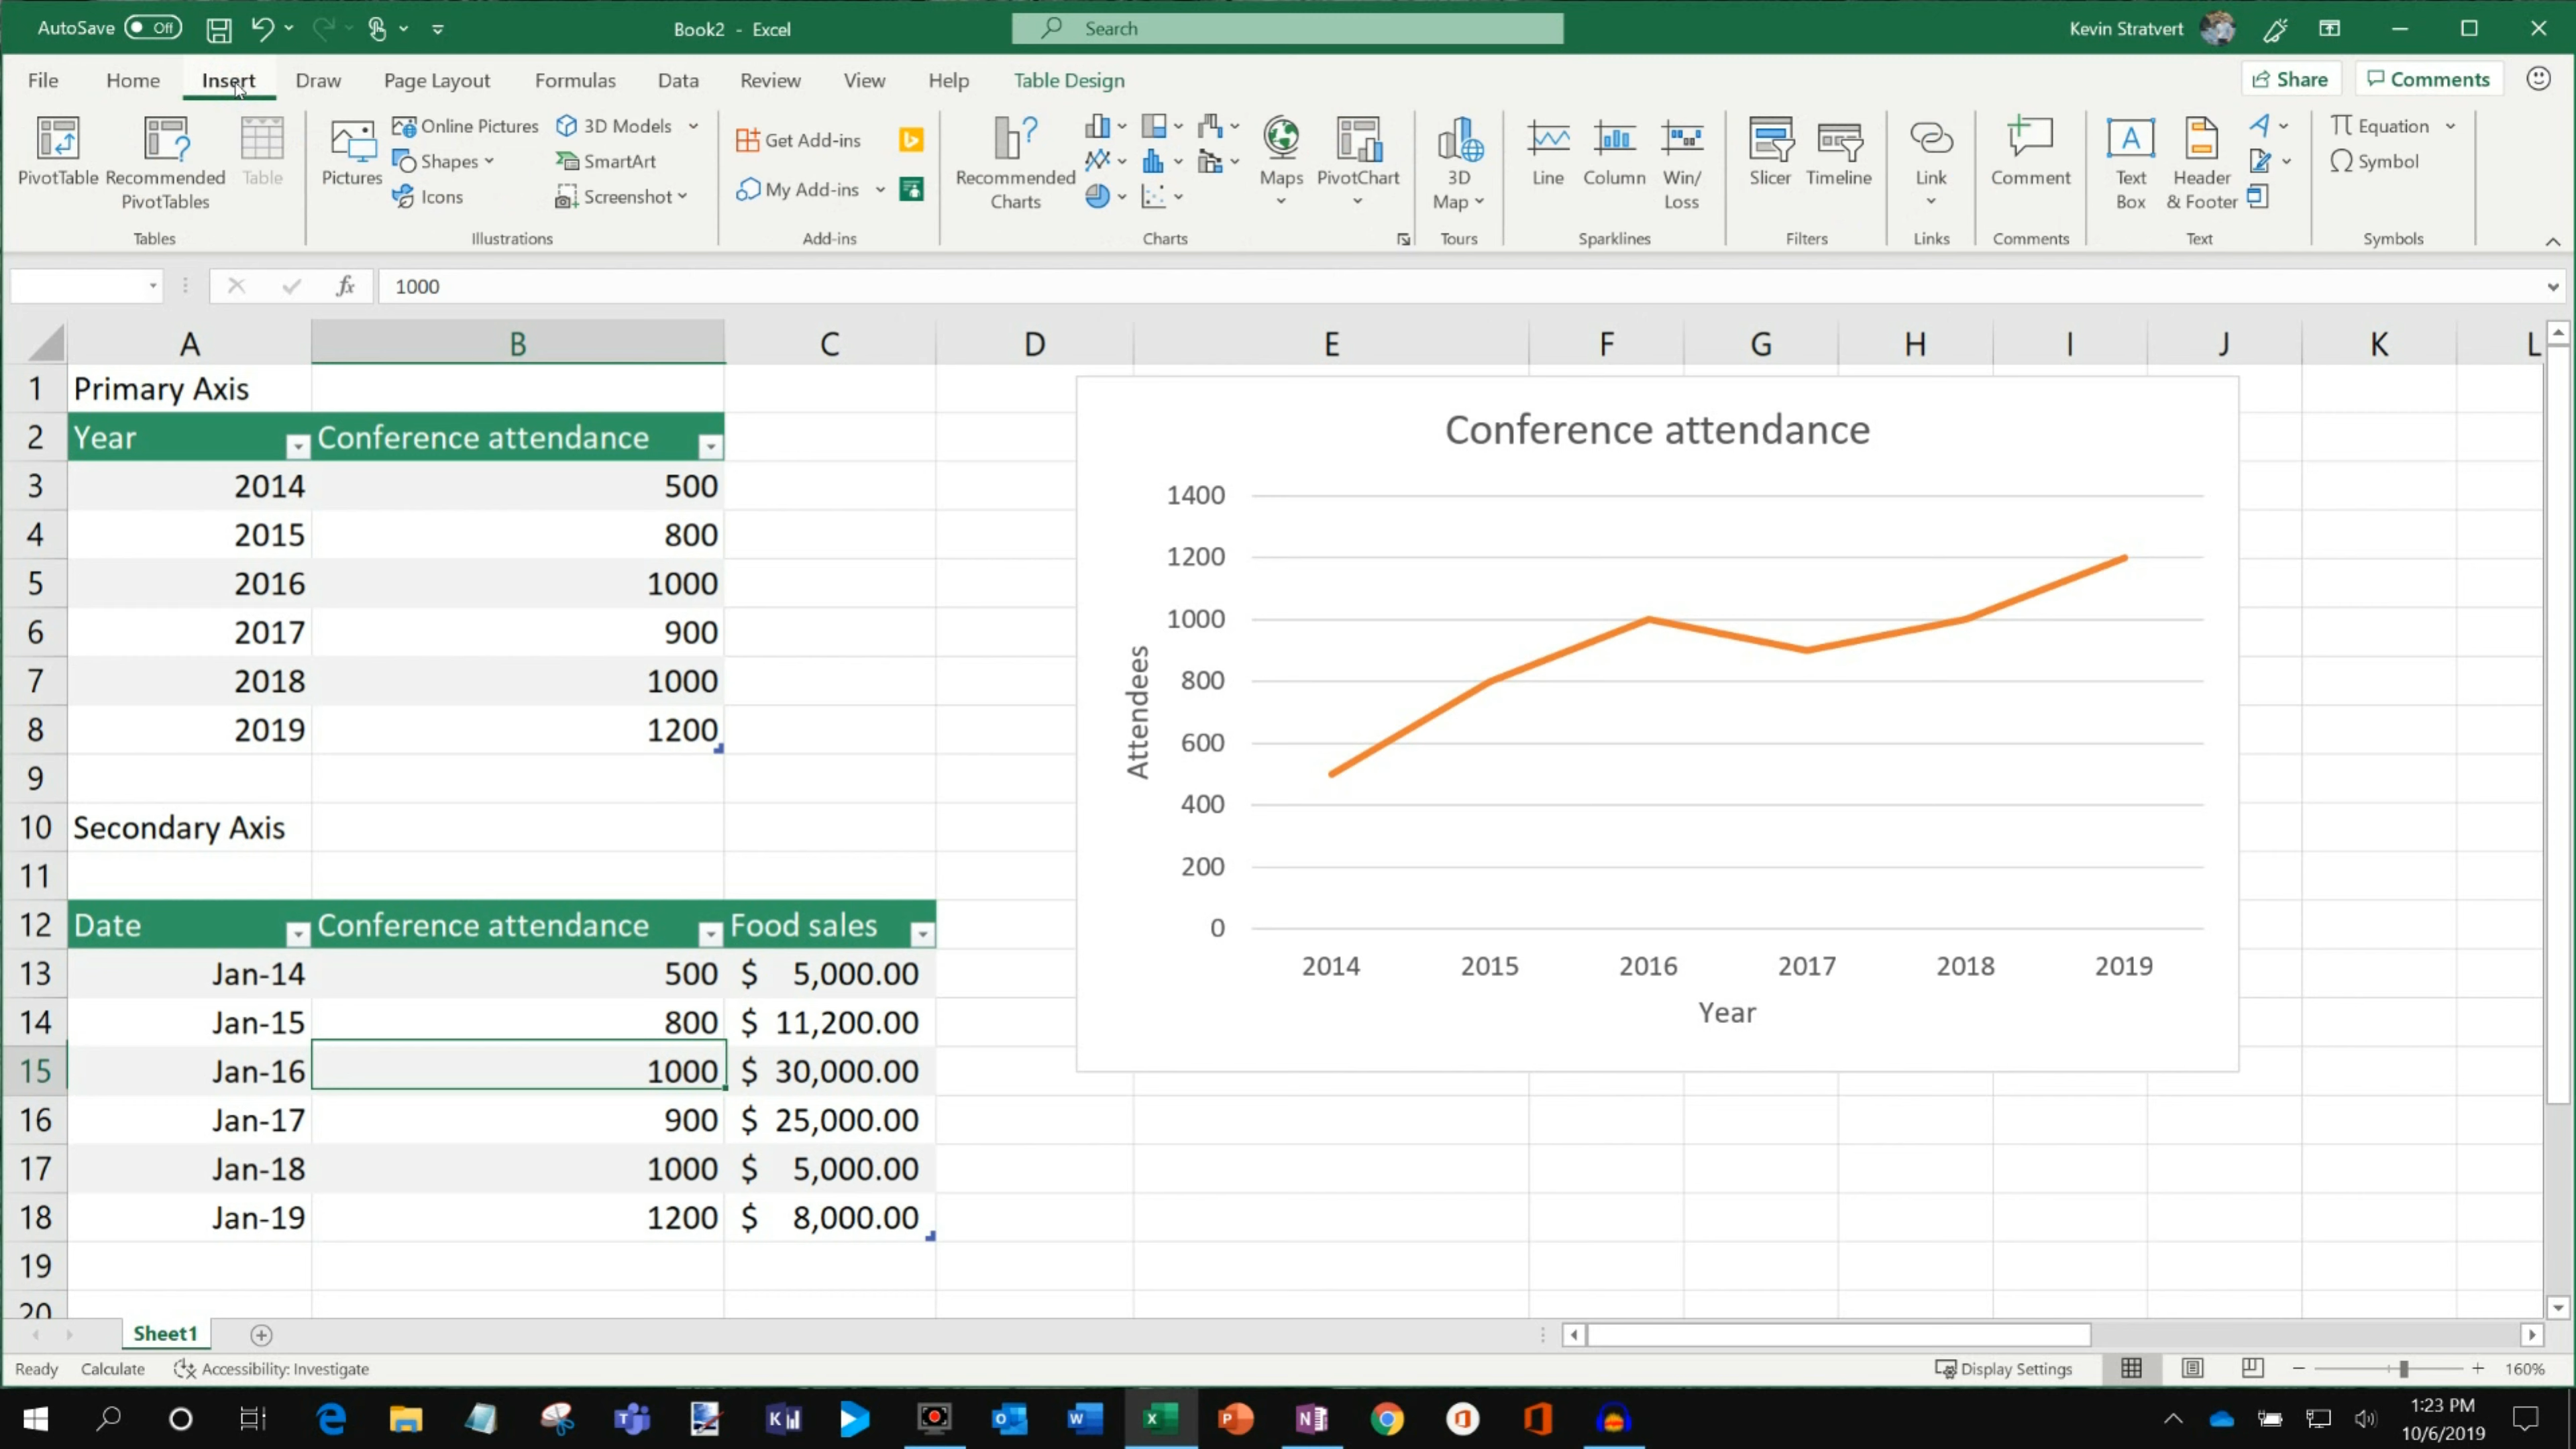 AutoSave Off
Book2 - Excel
Search
Kevin Stratvert
File Home Insert Draw Page Layout Formulas Data Review View Help Table Design
Share Comments
PivotTable Recommended PivotTables Table
Pictures Online Pictures Shapes Icons 3D Models SmartArt Screenshot
Get Add-ins My Add-ins
Recommended Charts Maps PivotChart
3D Map Line Column Win/Loss
Slicer Timeline Link Comment
Text Box Header & Footer Equation Symbol
Tables Illustrations Add-ins Charts Tours Sparklines Filters Links Comments Text Symbols
fx 1000
A B C D E F G H I J K L
1 Primary Axis
2 Year Conference attendance
3 2014 500
4 2015 800
5 2016 1000
6 2017 900
7 2018 1000
8 2019 1200
9
10 Secondary Axis
11
12 Date Conference attendance Food sales
13 Jan-14 500 $ 5,000.00
14 Jan-15 800 $ 11,200.00
15 Jan-16 1000 $ 30,000.00
16 Jan-17 900 $ 25,000.00
17 Jan-18 1000 $ 5,000.00
18 Jan-19 1200 $ 8,000.00
19
20
Conference attendance
1400
1200
1000
800
600
400
200
0
Attendees
2014 2015 2016 2017 2018 2019
Year
Sheet1
Ready Calculate Accessibility: Investigate
Display Settings
160%
1:23 PM
10/6/2019